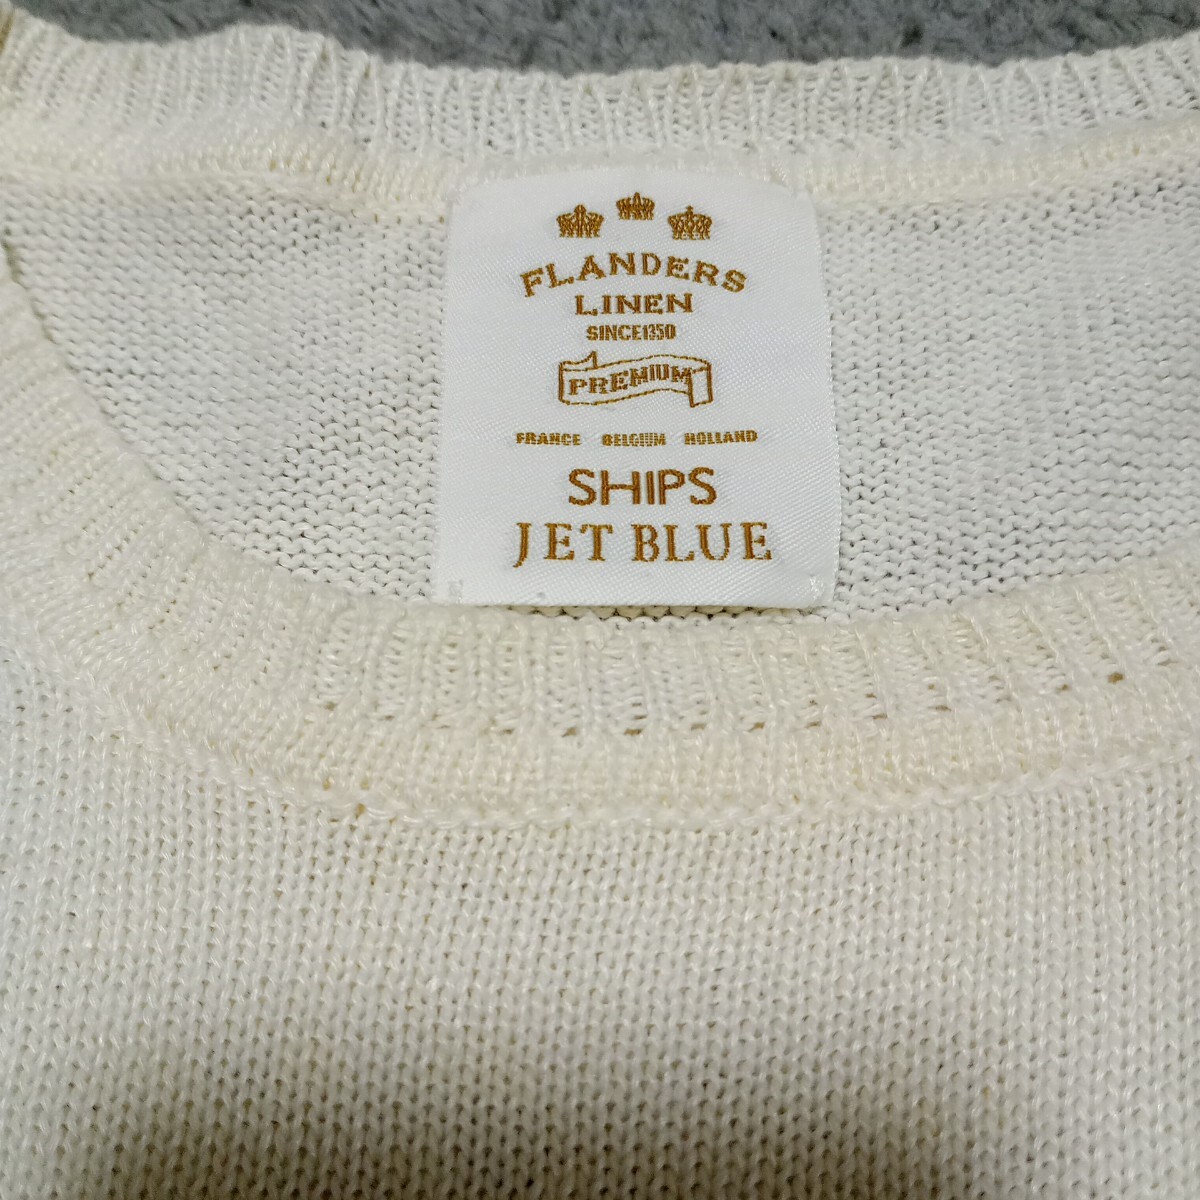 FLANDERS
LINEN
SINCE1350
PREMIUM
FRANCE BELGIUM HOLLAND
SHIPS
JET BLUE